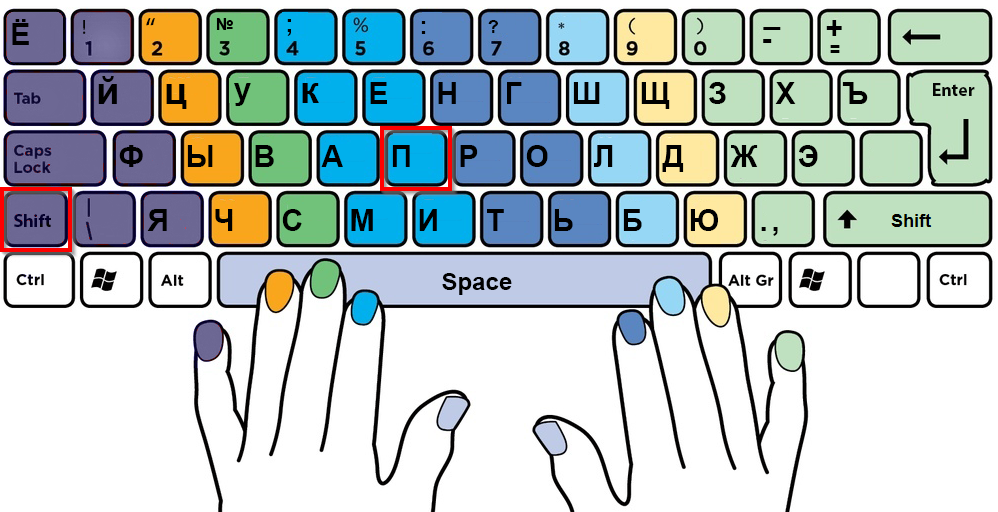 Ё ! 1 “ 2 № 3 ; 4 % 5 : 6 ? 7 * 8 ( 9 ) 0 — - + =
Tab Й Ц У К Е Н Г Ш Щ З Х Ъ Enter
Caps Lock Ф Ы В А П Р О Л Д Ж Э
Shift | \ Я Ч С М И Т Ь Б Ю . , Shift
Ctrl Alt Space Alt Gr Ctrl